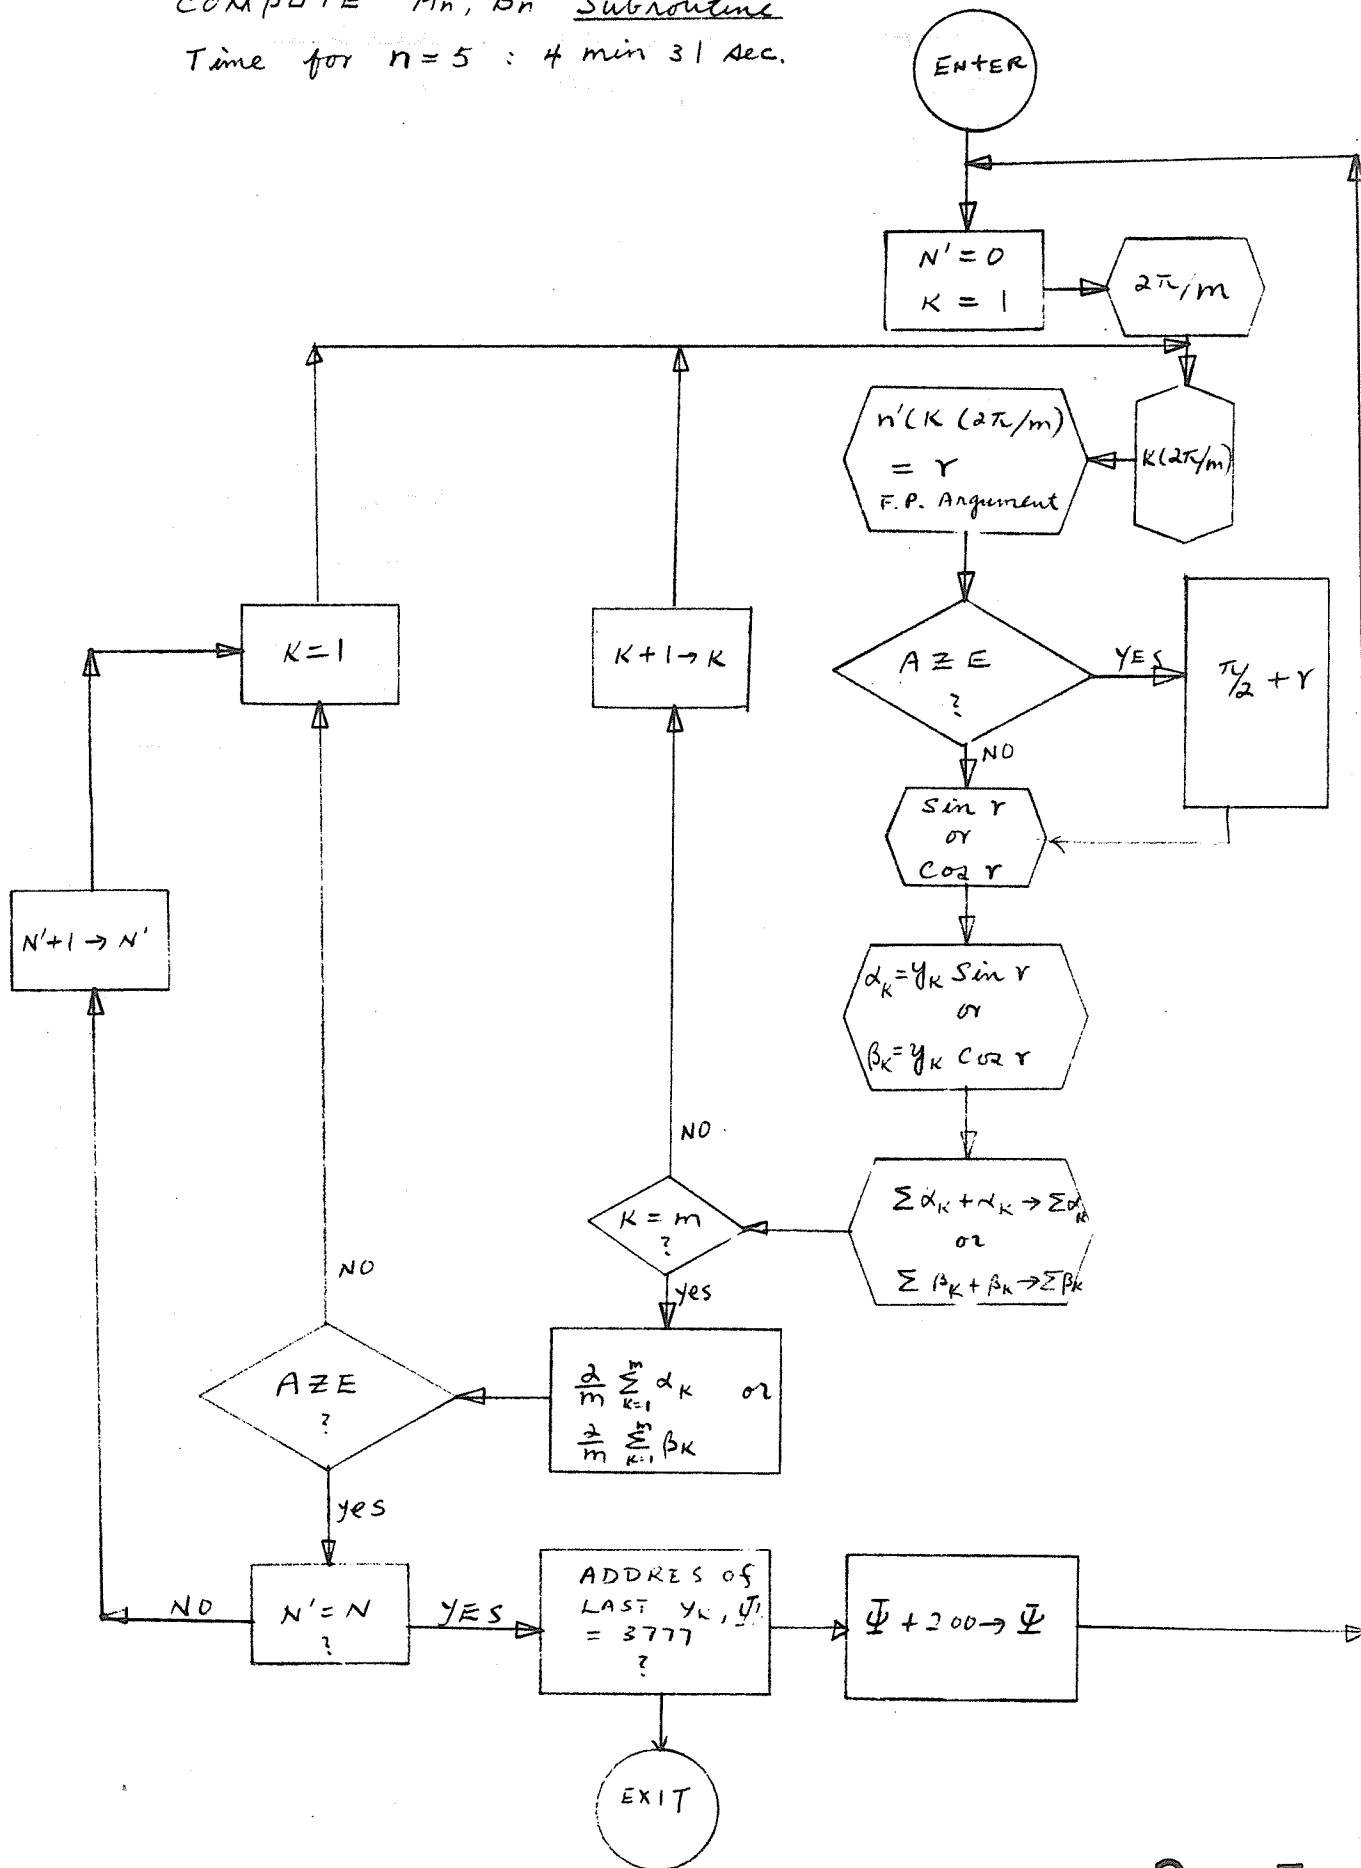 COMPUTE An, Bn Subroutine
Time for n=5 : 4 min 31 sec.
ENTER
N' = 0
K = 1
2π/m
K(2π/m)
n'(K (2π/m)
= r
F.P. Argument
A Z E
?
YES
π/2 + r
NO
Sin r
or
Cos r
αK = yK Sin r
or
βK = yK Cos r
Σ αK + αK → Σ αK
or
Σ βK + βK → Σ βK
K = m
?
NO
yes
K + 1 → K
2/m Σ K=1 m αK or
2/m Σ K=1 m βK
A Z E
?
NO
yes
K = 1
N' = N
?
NO
N'+1 → N'
YES
ADDRES of
LAST yK, Ψ
= 3777
?
Ψ + 200 → Ψ
EXIT